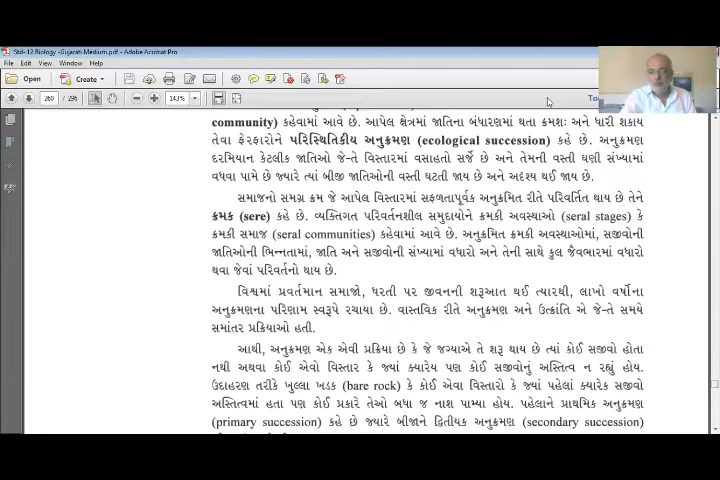 Std- 12 Biology -Gujarati Medium.pdf - Adobe Acrobat Pro
File Edit View Window Help
Open Create
260 / 296 143%
community) કહેવામાં આવે છે. આપેલ ક્ષેત્રમાં જાતિના બંધારણમાં થતા ક્રમશઃ અને ધારી શકાય
તેવા ફેરફારોને પરિસ્થિતિકીય અનુક્રમણ (ecological succession) કહે છે. અનુક્રમણ
દરમિયાન કેટલીક જાતિઓ જે-તે વિસ્તારમાં વસાહતો સર્જે છે અને તેમની વસ્તી ઘણી સંખ્યામાં
વધવા પામે છે જ્યારે ત્યાં બીજી જાતિઓની વસ્તી ઘટતી જાય છે અને અદૃશ્ય થઈ જાય છે.
સમાજનો સમગ્ર ક્રમ જે આપેલ વિસ્તારમાં સફળતાપૂર્વક અનુક્રમિત રીતે પરિવર્તિત થાય છે તેને
ક્રમક (sere) કહે છે. વ્યક્તિગત પરિવર્તનશીલ સમુદાયોને ક્રમકી અવસ્થાઓ (seral stages) કે
ક્રમકી સમાજ (seral communities) કહેવામાં આવે છે. અનુક્રમિત ક્રમકી અવસ્થાઓમાં, સજીવોની
જાતિઓની ભિન્નતામાં, જાતિ અને સજીવોની સંખ્યામાં વધારો અને તેની સાથે કુલ જૈવભારમાં વધારો
થવા જેવાં પરિવર્તનો થાય છે.
વિશ્વમાં પ્રવર્તમાન સમાજો, ધરતી પર જીવનની શરૂઆત થઈ ત્યારથી, લાખો વર્ષોના
અનુક્રમણના પરિણામ સ્વરૂપે રચાયા છે. વાસ્તવિક રીતે અનુક્રમણ અને ઉત્ક્રાંતિ એ જે-તે સમયે
સમાંતર પ્રક્રિયાઓ હતી.
આથી, અનુક્રમણ એક એવી પ્રક્રિયા છે કે જે જગ્યાએ તે શરૂ થાય છે ત્યાં કોઈ સજીવો હોતા
નથી અથવા કોઈ એવો વિસ્તાર કે જ્યાં ક્યારેય પણ કોઈ સજીવોનું અસ્તિત્વ ન રહ્યું હોય.
ઉદાહરણ તરીકે ખુલ્લા ખડક (bare rock) કે કોઈ એવા વિસ્તારો કે જ્યાં પહેલાં ક્યારેક સજીવો
અસ્તિત્વમાં હતા પણ કોઈ પ્રકારે તેઓ બધા જ નાશ પામ્યા હોય. પહેલાને પ્રાથમિક અનુક્રમણ
(primary succession) કહે છે જ્યારે બીજાને દ્વિતીયક અનુક્રમણ (secondary succession)